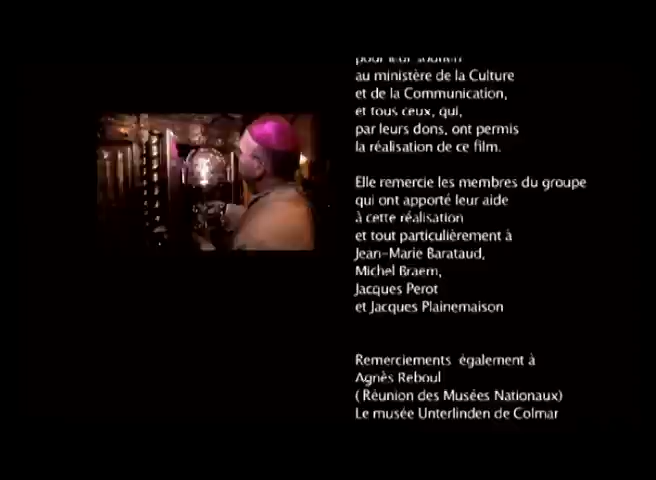 pour leur soutien
au ministère de la Culture
et de la Communication,
et tous ceux, qui,
par leurs dons, ont permis
la réalisation de ce film.
Elle remercie les membres du groupe
qui ont apporté leur aide
à cette réalisation
et tout particulièrement à
Jean-Marie Barataud,
Michel Braem,
Jacques Perot
et Jacques Plainemaison
Remerciements également à
Agnès Reboul
( Réunion des Musées Nationaux)
Le musée Unterlinden de Colmar